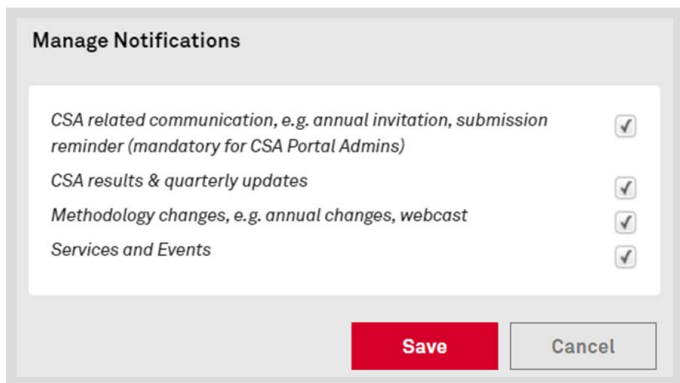 Manage Notifications
CSA related communication, e.g. annual invitation, submission
reminder (mandatory for CSA Portal Admins)
CSA results & quarterly updates
Methodology changes, e.g. annual changes, webcast
Services and Events
Save
Cancel